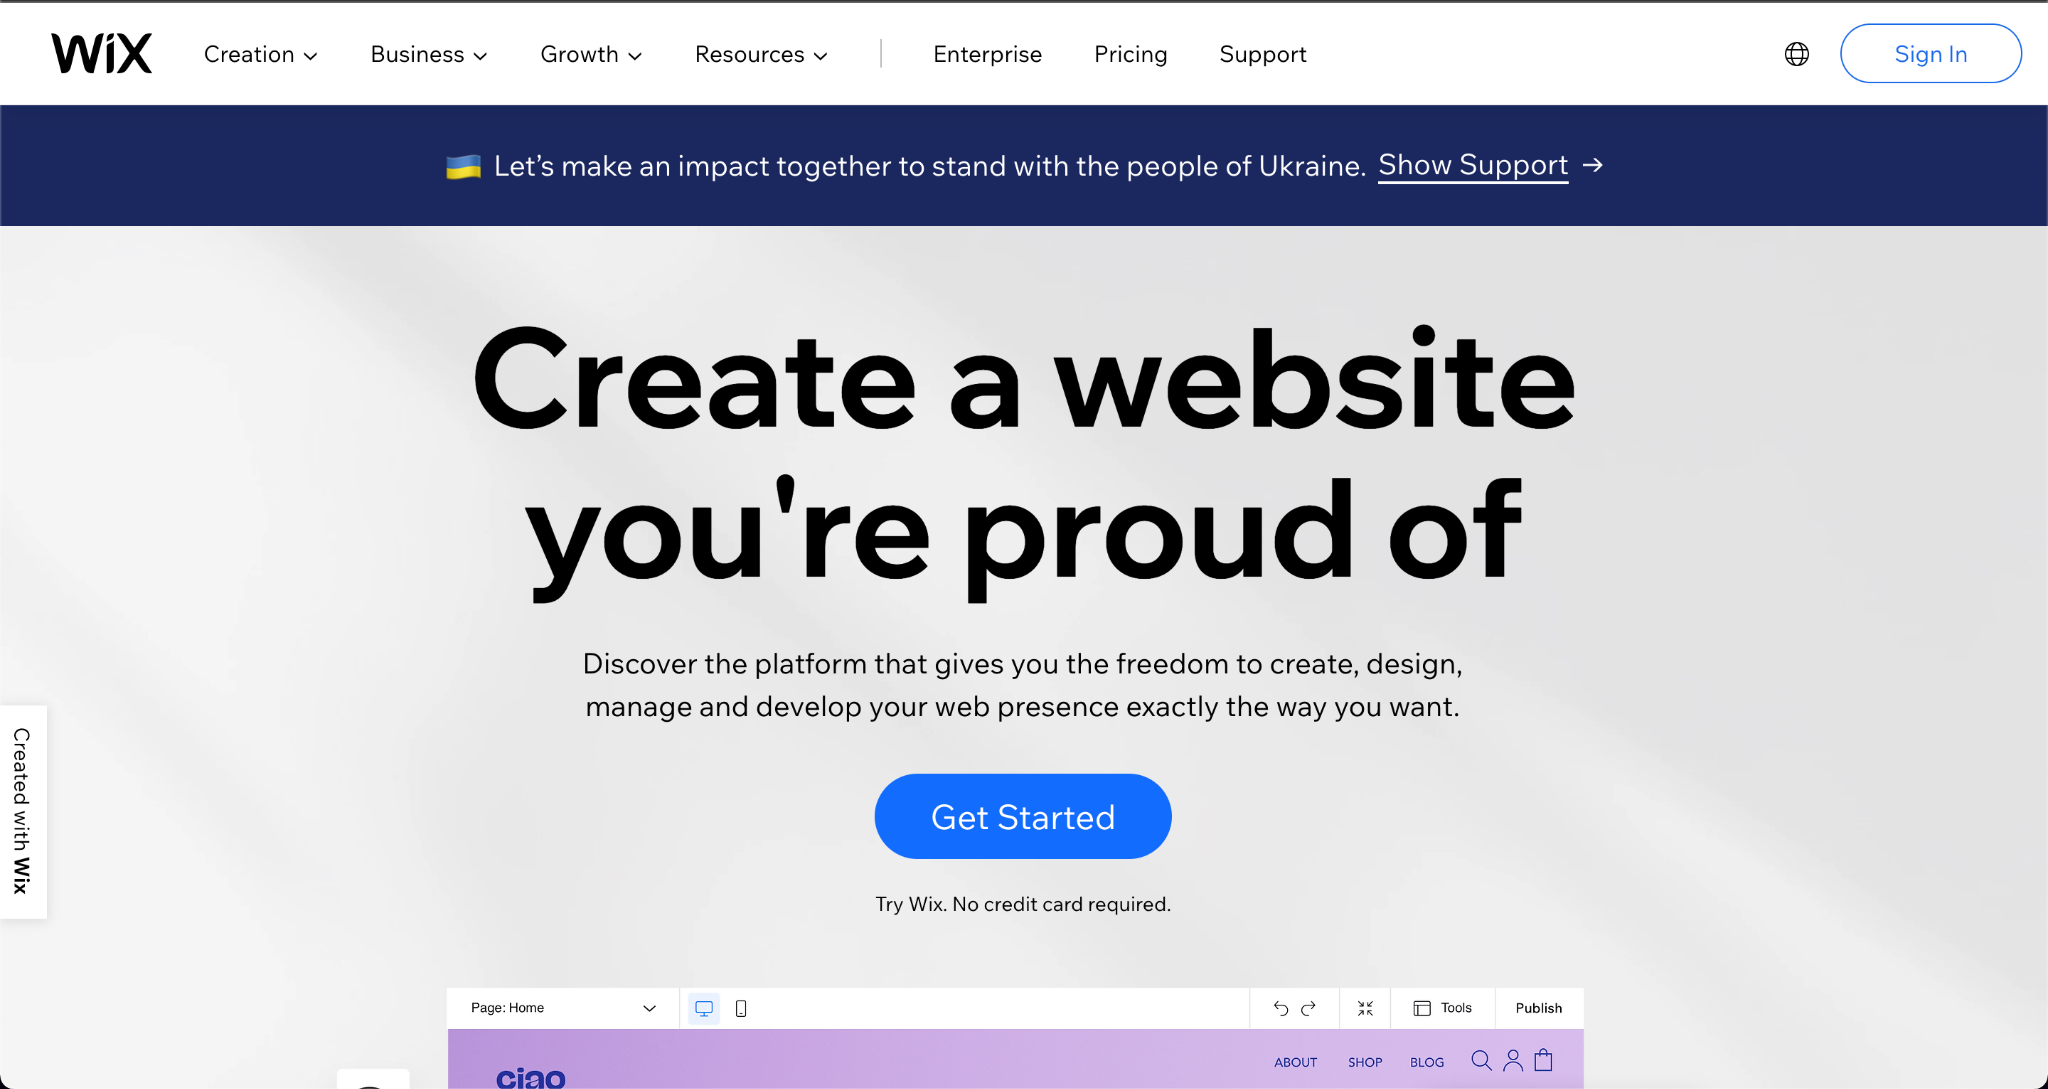 WIX Creation Business Growth Resources Enterprise Pricing Support Sign In
Let’s make an impact together to stand with the people of Ukraine. Show Support →
Create a website
you're proud of
Discover the platform that gives you the freedom to create, design,
manage and develop your web presence exactly the way you want.
Get Started
Try Wix. No credit card required.
Created with Wix
Page: Home Tools Publish
ciao ABOUT SHOP BLOG